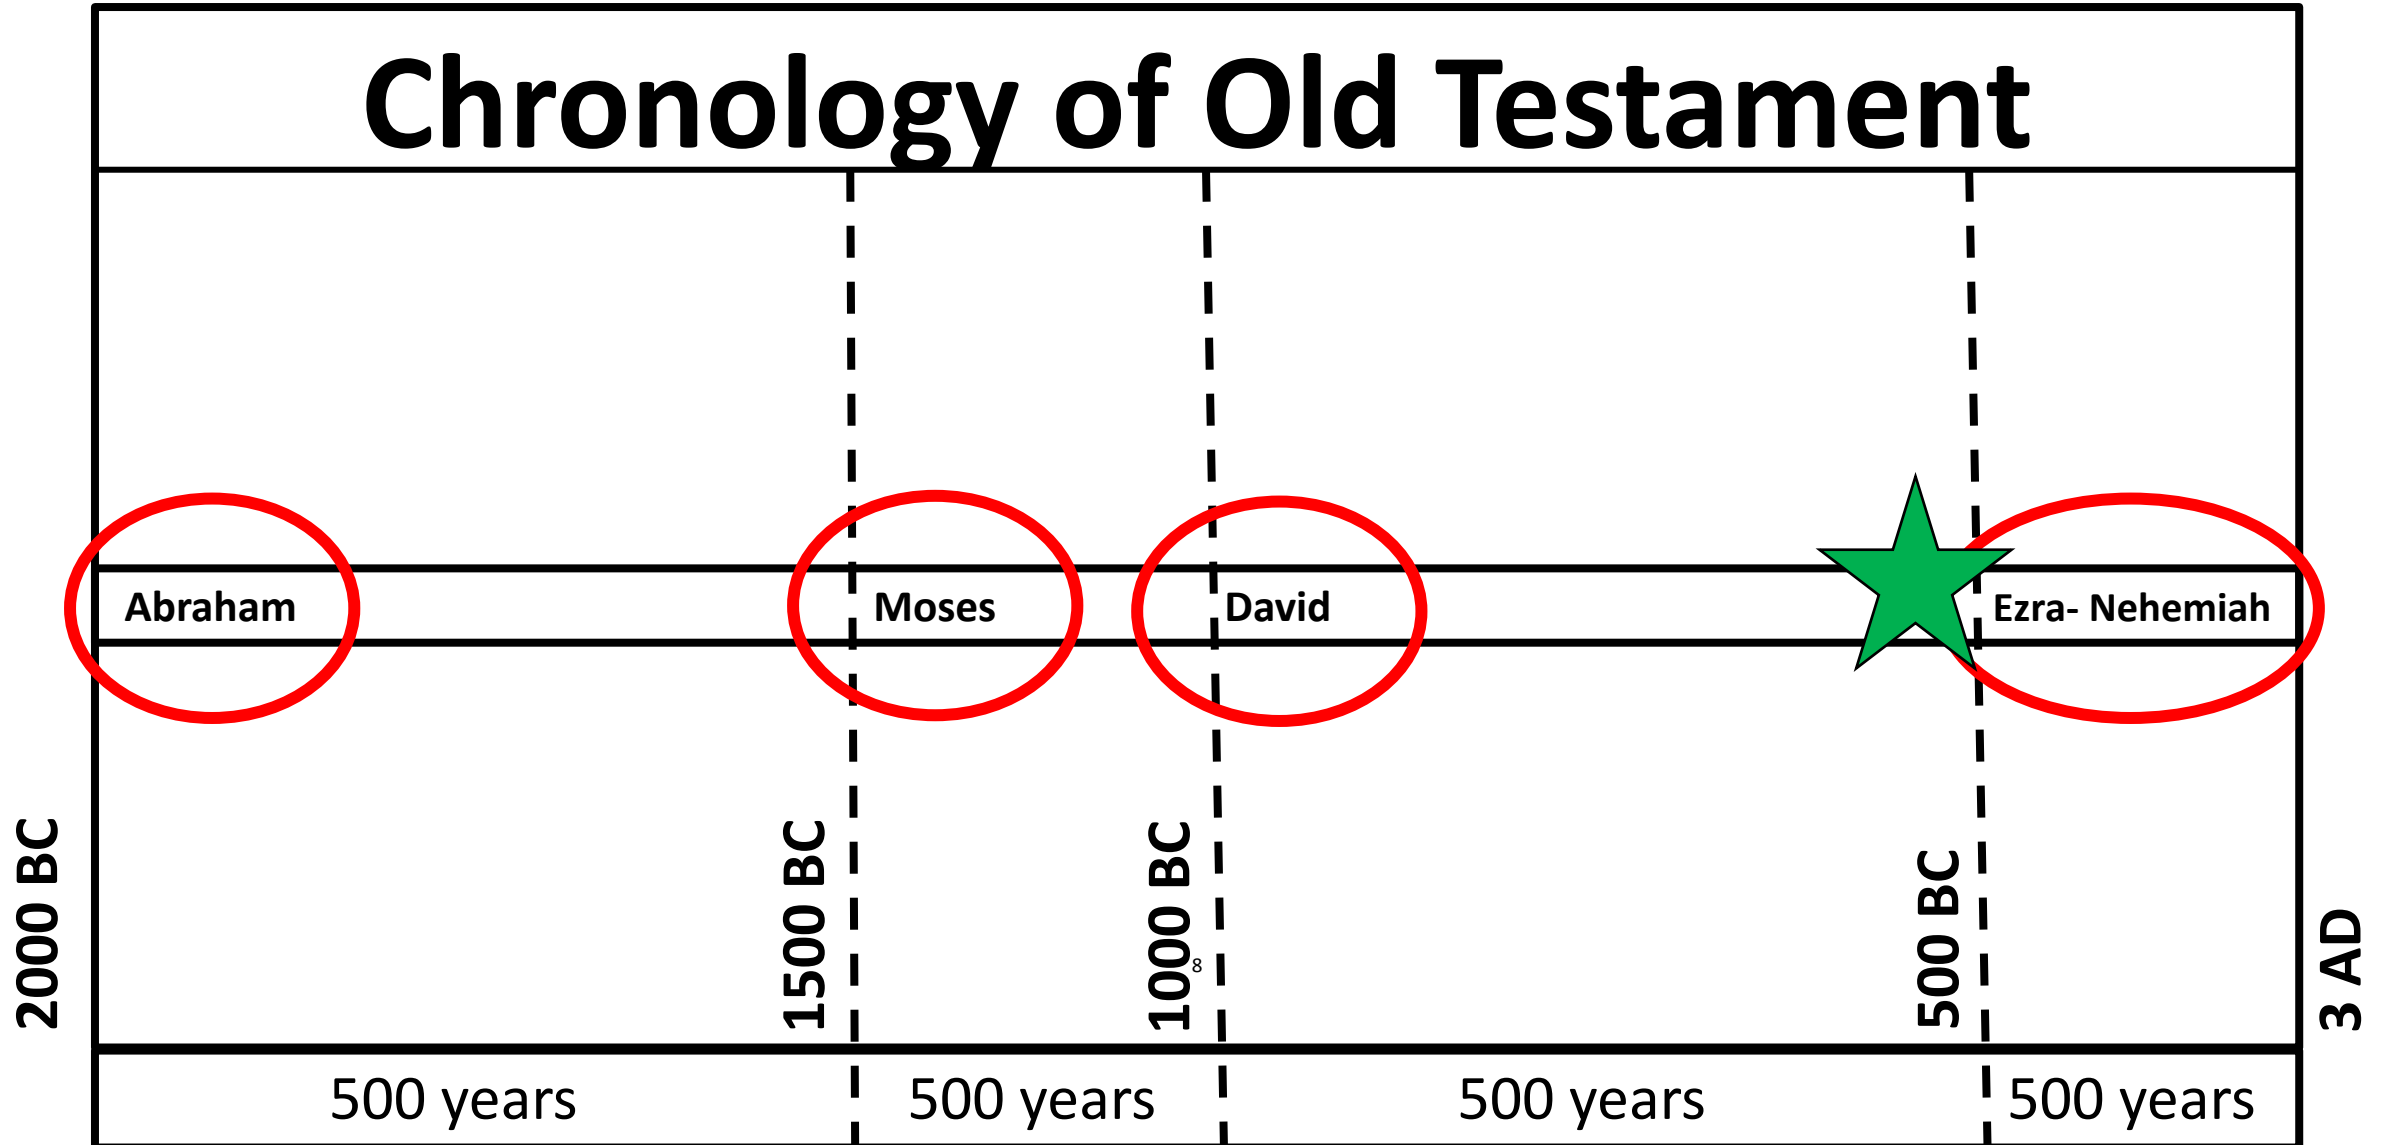 Chronology of Old Testament
Abraham
Moses
David
Ezra- Nehemiah
2000 BC
1500 BC
1000 BC
8
500 BC
3 AD
500 years
500 years
500 years
500 years